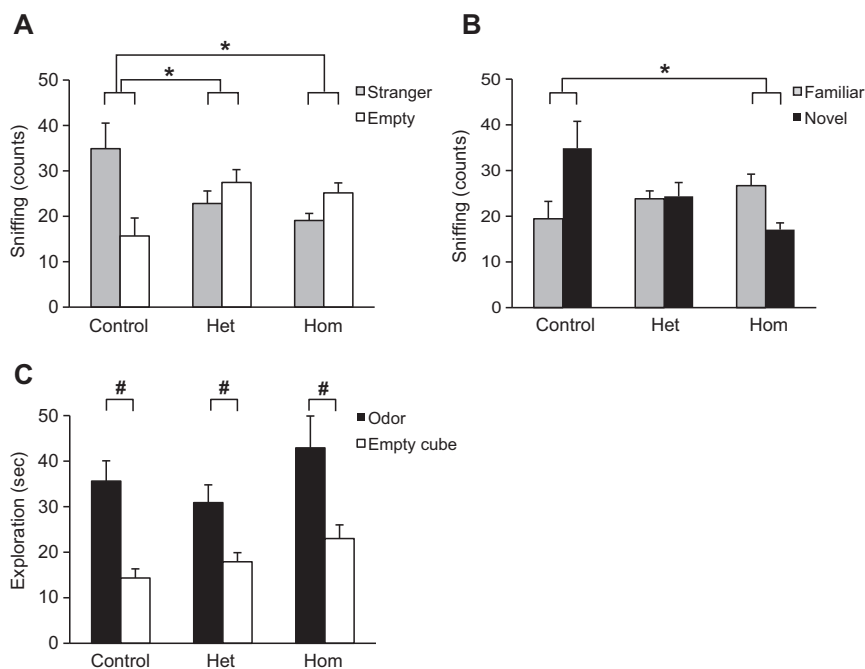 A
*
*
50
40
30
20
10
0
Sniffing (counts)
Stranger
Empty
Control Het Hom
B
*
50
40
30
20
10
0
Sniffing (counts)
Familiar
Novel
Control Het Hom
C
# # #
50
40
30
20
10
0
Exploration (sec)
Odor
Empty cube
Control Het Hom